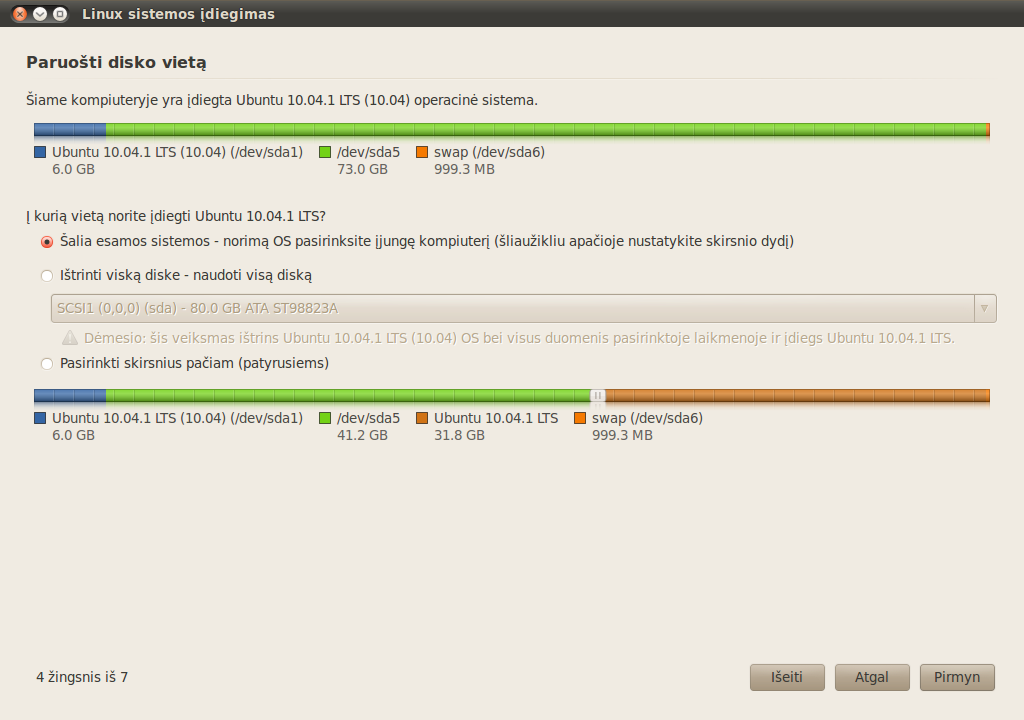 Linux sistemos įdiegimas
Paruošti disko vietą
Šiame kompiuteryje yra įdiegta Ubuntu 10.04.1 LTS (10.04) operacinė sistema.
Ubuntu 10.04.1 LTS (10.04) (/dev/sda1) /dev/sda5 swap (/dev/sda6)
6.0 GB 73.0 GB 999.3 MB
Į kurią vietą norite įdiegti Ubuntu 10.04.1 LTS?
Šalia esamos sistemos - norimą OS pasirinksite įjungę kompiuterį (šliaužikliu apačioje nustatykite skirsnio dydį)
Ištrinti viską diske - naudoti visą diską
SCSI1 (0,0,0) (sda) - 80.0 GB ATA ST98823A
Dėmesio: šis veiksmas ištrins Ubuntu 10.04.1 LTS (10.04) OS bei visus duomenis pasirinktoje laikmenoje ir įdiegs Ubuntu 10.04.1 LTS.
Pasirinkti skirsnius pačiam (patyrusiems)
Ubuntu 10.04.1 LTS (10.04) (/dev/sda1) /dev/sda5 Ubuntu 10.04.1 LTS swap (/dev/sda6)
6.0 GB 41.2 GB 31.8 GB 999.3 MB
4 žingsnis iš 7 Išeiti Atgal Pirmyn